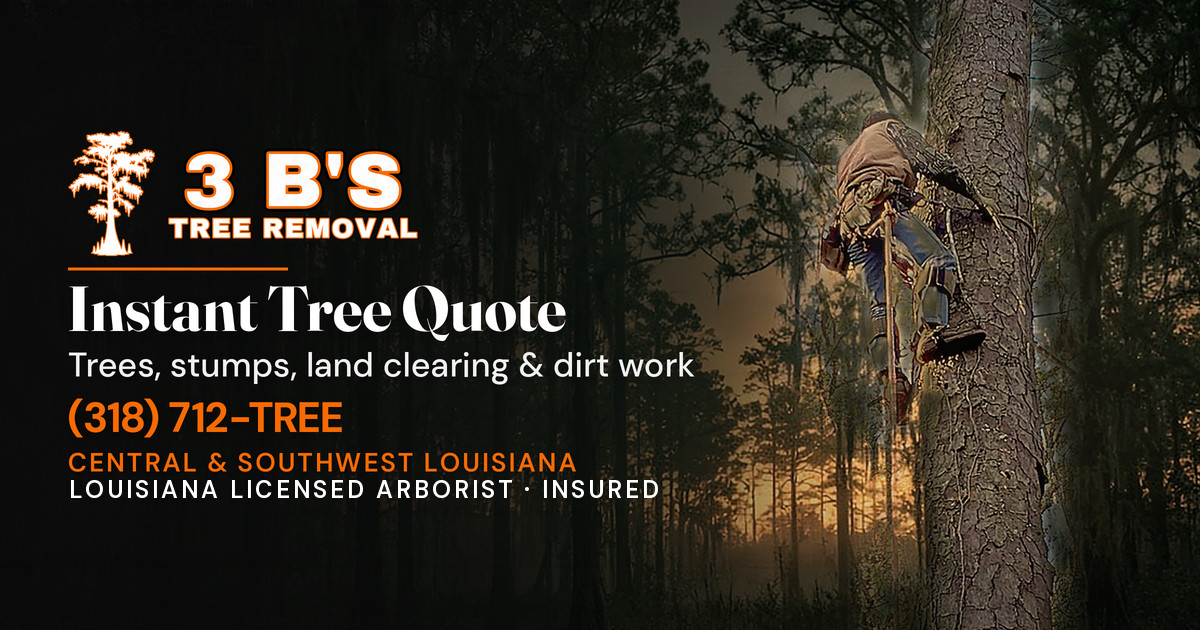 3 B'S
TREE REMOVAL
Instant Tree Quote
Trees, stumps, land clearing & dirt work
(318) 712-TREE
CENTRAL & SOUTHWEST LOUISIANA
LOUISIANA LICENSED ARBORIST · INSURED